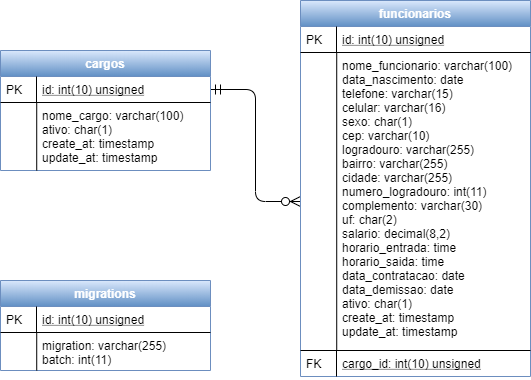 cargos
PK id: int(10) unsigned
nome_cargo: varchar(100)
ativo: char(1)
create_at: timestamp
update_at: timestamp
migrations
PK id: int(10) unsigned
migration: varchar(255)
batch: int(11)
funcionarios
PK id: int(10) unsigned
nome_funcionario: varchar(100)
data_nascimento: date
telefone: varchar(15)
celular: varchar(16)
sexo: char(1)
cep: varchar(10)
logradouro: varchar(255)
bairro: varchar(255)
cidade: varchar(255)
numero_logradouro: int(11)
complemento: varchar(30)
uf: char(2)
salario: decimal(8,2)
horario_entrada: time
horario_saida: time
data_contratacao: date
data_demissao: date
ativo: char(1)
create_at: timestamp
update_at: timestamp
FK cargo_id: int(10) unsigned